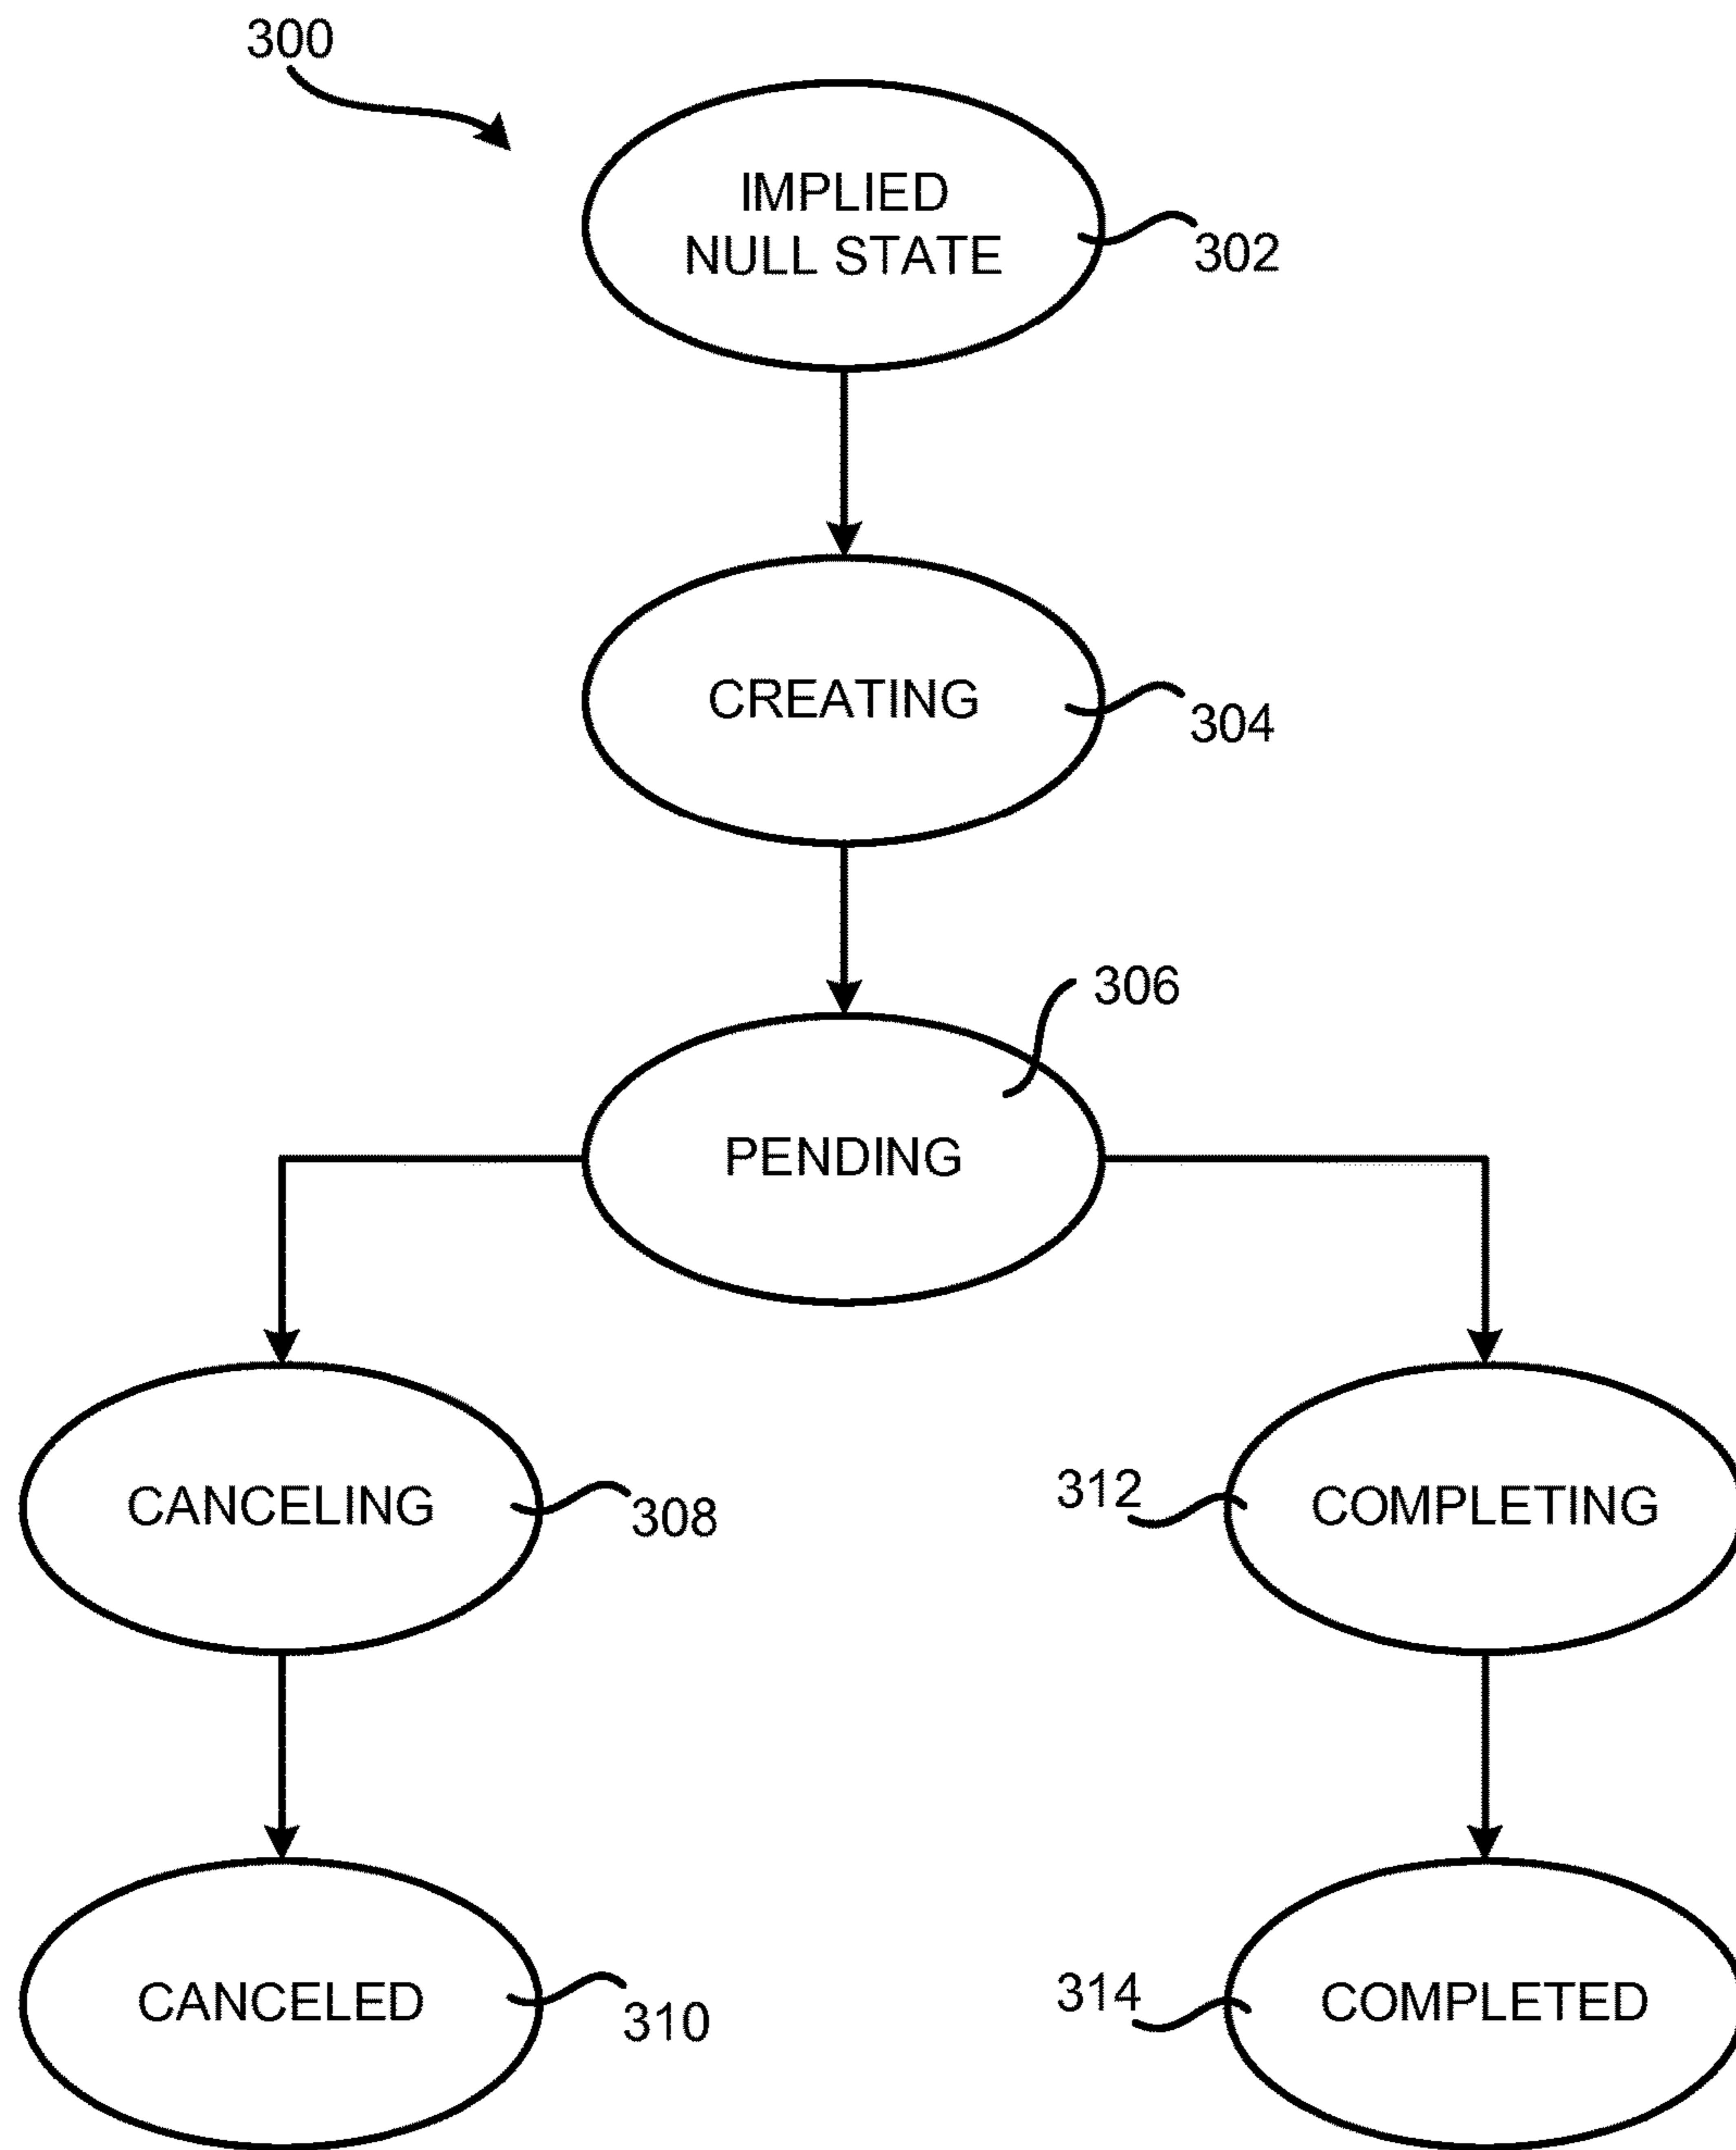 300
IMPLIED
NULL STATE
302
CREATING
304
306
PENDING
CANCELING
308
312
COMPLETING
CANCELED
310
314
COMPLETED